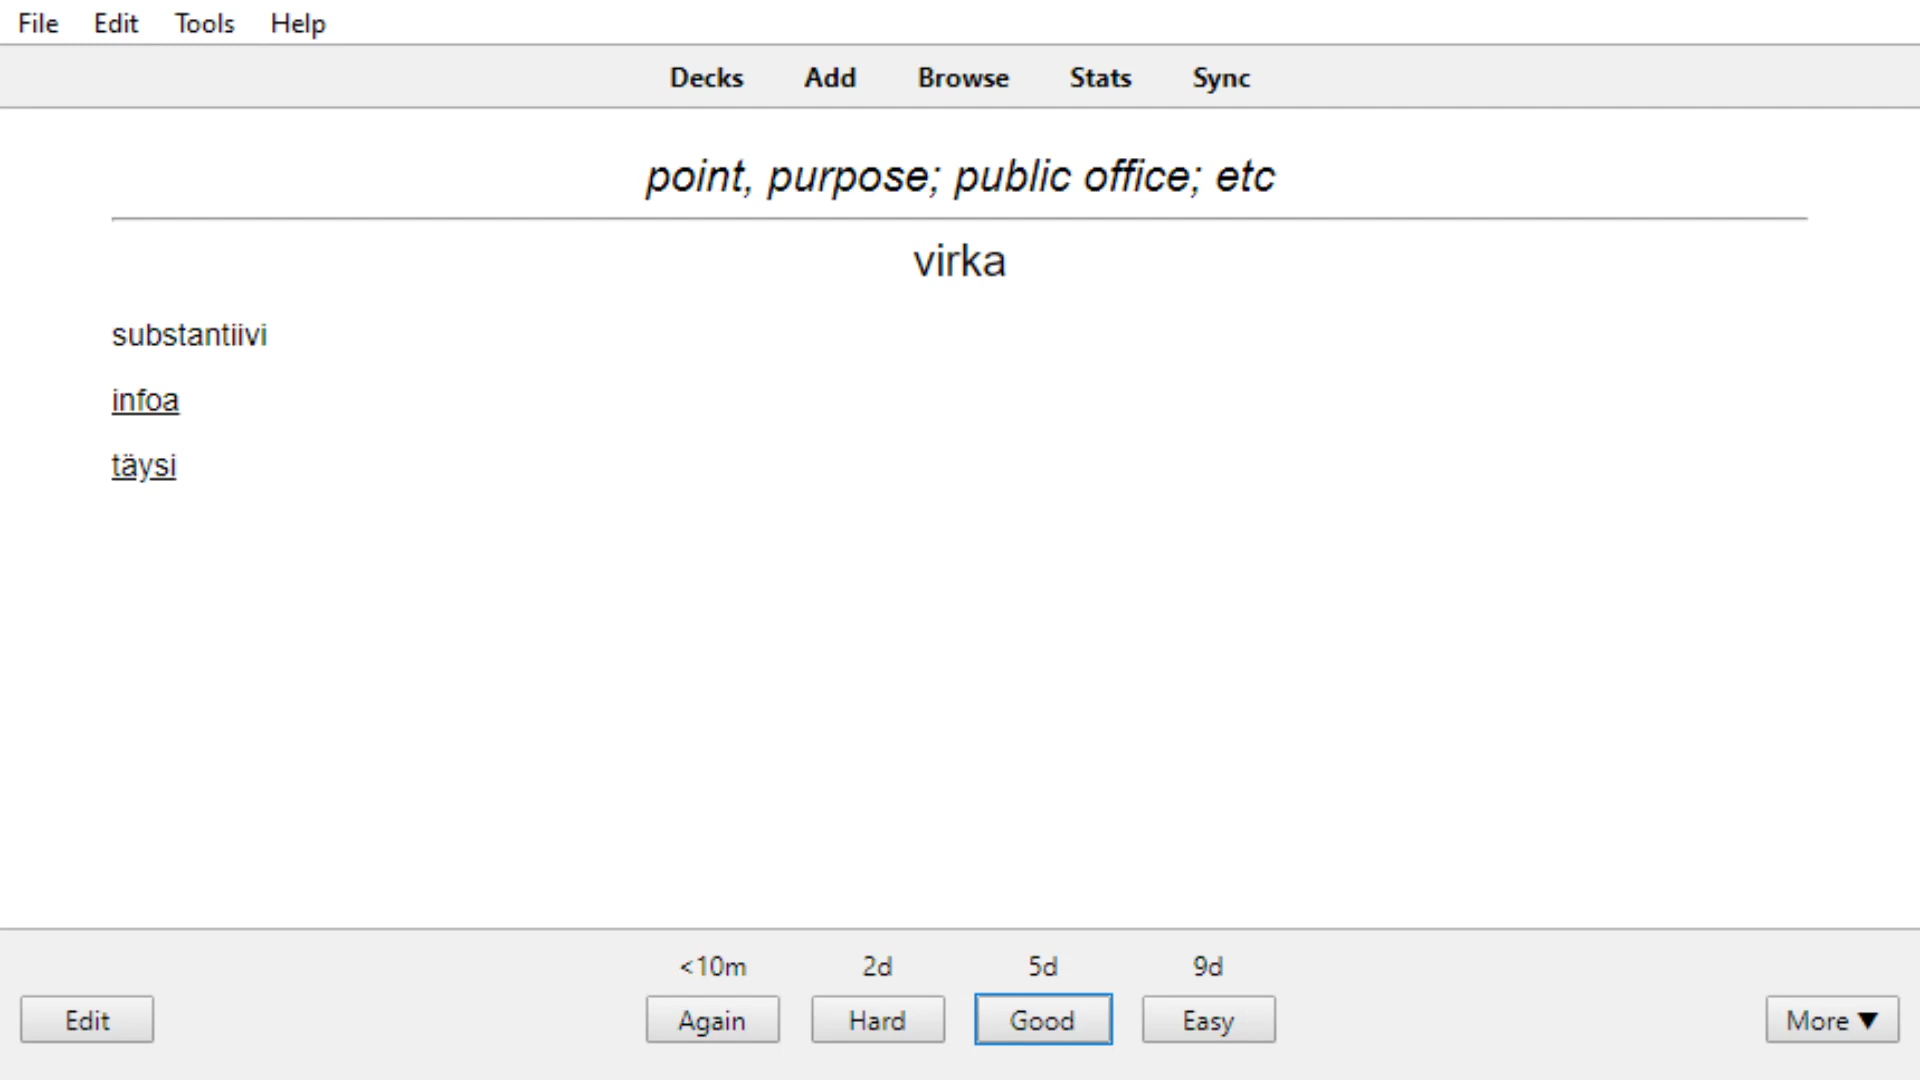 File Edit Tools Help
Decks Add Browse Stats Sync
point, purpose; public office; etc
virka
substantiivi
infoa
täysi
<10m 2d 5d 9d
Edit Again Hard Good Easy More ▼